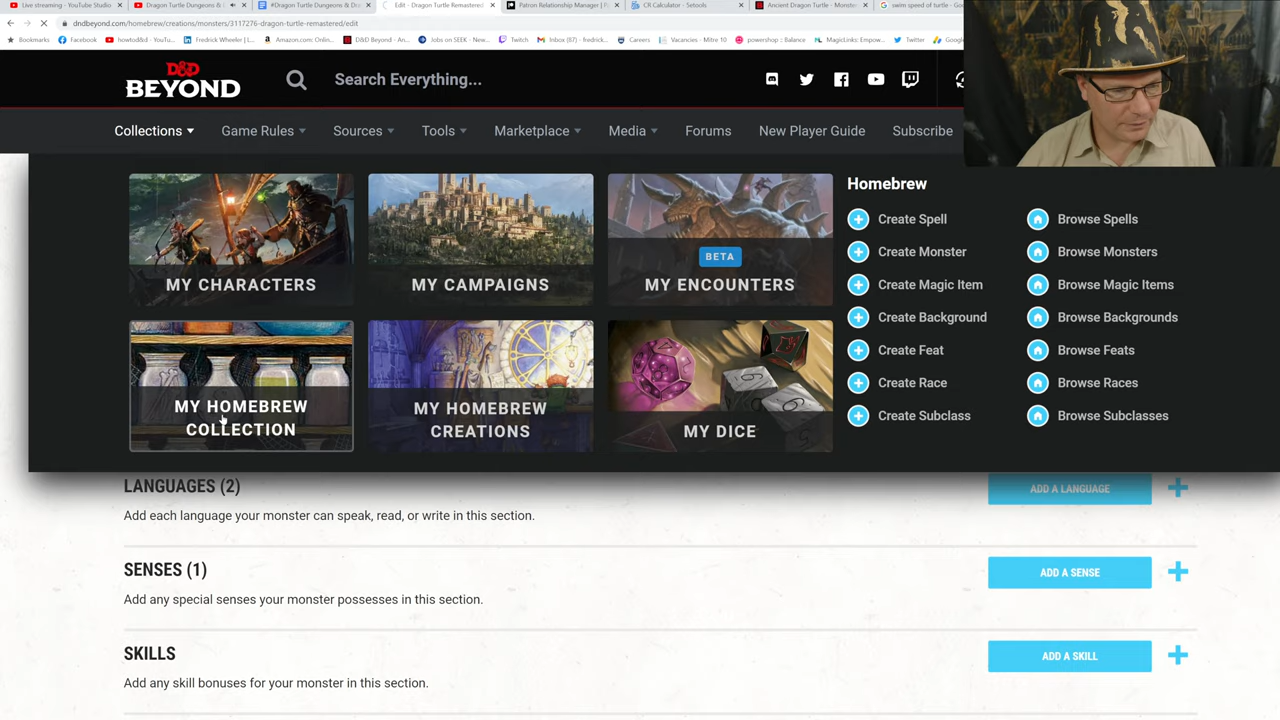 Live streaming - YouTube Studio
Dragon Turtle Dungeons & D
#Dragon Turtle Dungeons & Dra
Edit - Dragon Turtle Remastered
Patron Relationship Manager | P
CR Calculator - Setools
Ancient Dragon Turtle - Monste
swim speed of turtle - Goo
dndbeyond.com/homebrew/creations/monsters/3117276-dragon-turtle-remastered/edit
Bookmarks
Facebook
howtod&d - YouTu...
Fredrick Wheeler / ...
Amazon.com: Onlin...
D&D Beyond - An...
Jobs on SEEK - New...
Twitch
Inbox (87) - fredrick...
Careers
Vacancies - Mitre 10
powershop :: Balance
MagicLinks: Empow...
Twitter
D&D
BEYOND
Search Everything...
Collections
Game Rules
Sources
Tools
Marketplace
Media
Forums
New Player Guide
Subscribe
MY CHARACTERS
MY CAMPAIGNS
BETA
MY ENCOUNTERS
MY HOMEBREW
COLLECTION
MY HOMEBREW
CREATIONS
MY DICE
Homebrew
Create Spell
Browse Spells
Create Monster
Browse Monsters
Create Magic Item
Browse Magic Items
Create Background
Browse Backgrounds
Create Feat
Browse Feats
Create Race
Browse Races
Create Subclass
Browse Subclasses
LANGUAGES (2)
ADD A LANGUAGE
Add each language your monster can speak, read, or write in this section.
SENSES (1)
ADD A SENSE
Add any special senses your monster possesses in this section.
SKILLS
ADD A SKILL
Add any skill bonuses for your monster in this section.